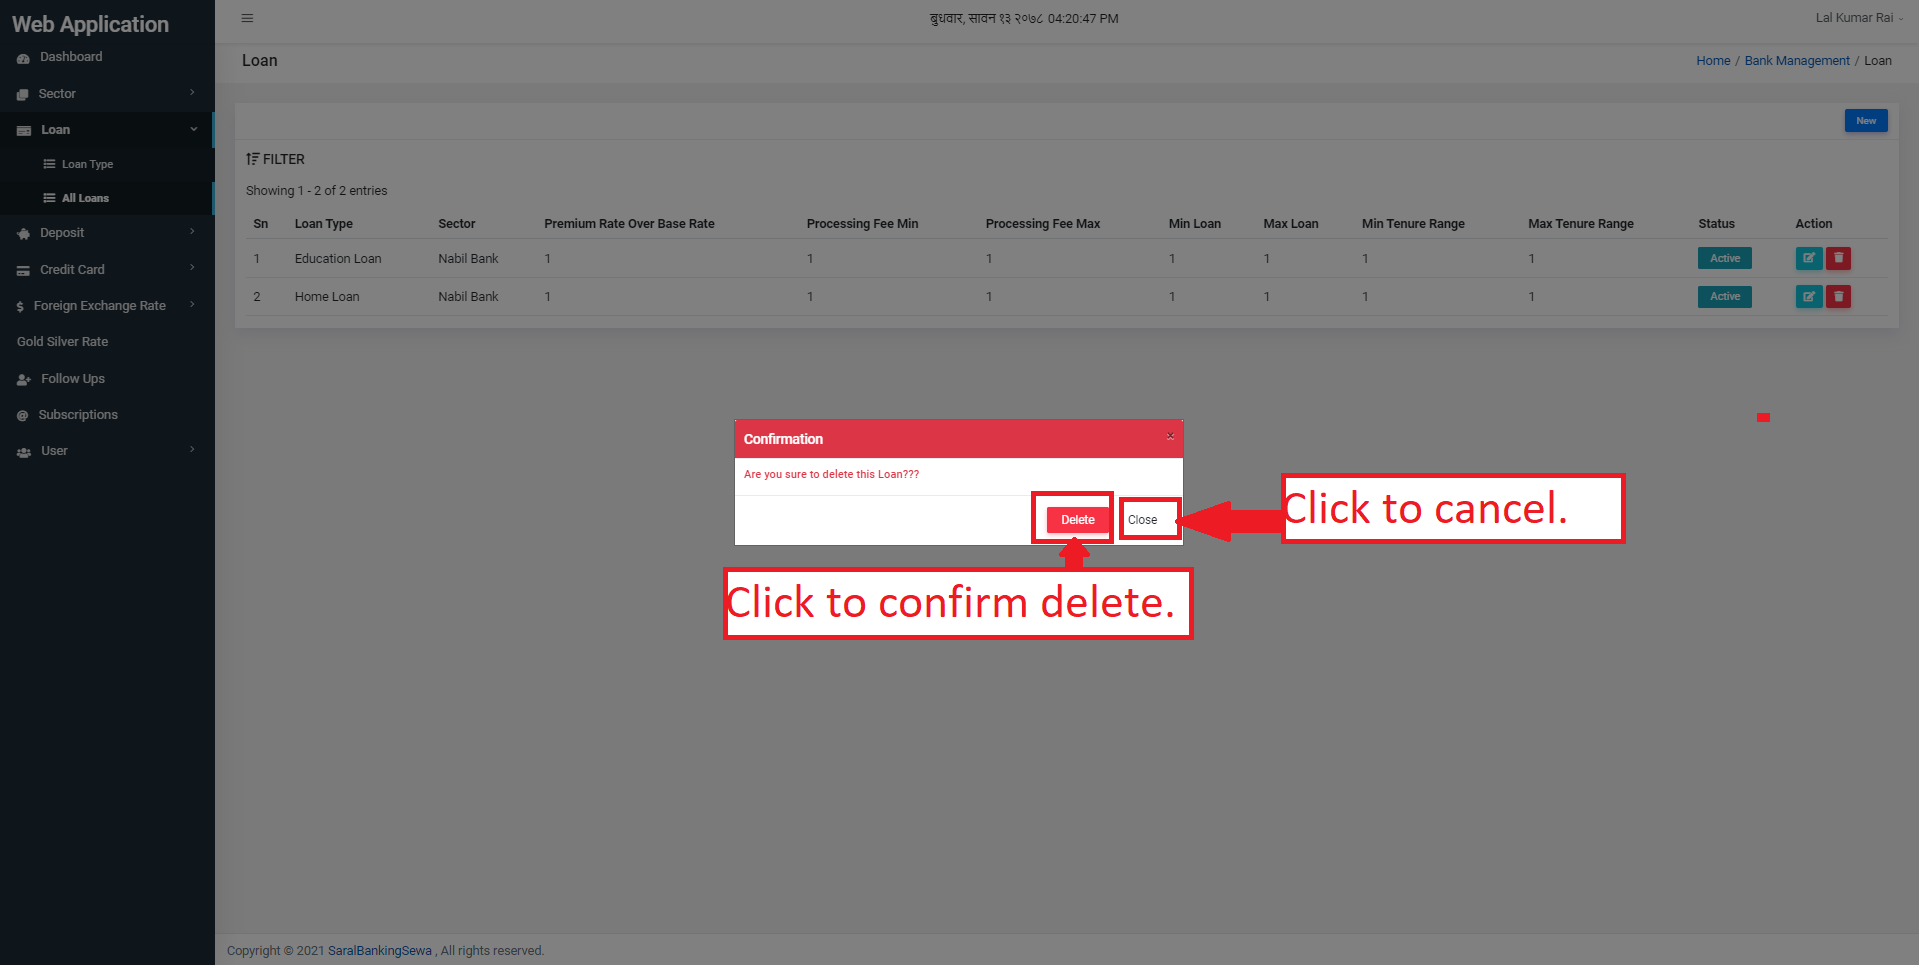 Web Application
बुधवार, सावन १३ २०७८ 04:20:47 PM
Lal Kumar Rai
Dashboard
Sector
Loan
Loan Type
All Loans
Deposit
Credit Card
Foreign Exchange Rate
Gold Silver Rate
Follow Ups
Subscriptions
User
Loan
Home / Bank Management / Loan
New
FILTER
Showing 1 - 2 of 2 entries
Sn Loan Type Sector Premium Rate Over Base Rate Processing Fee Min Processing Fee Max Min Loan Max Loan Min Tenure Range Max Tenure Range Status Action
1 Education Loan Nabil Bank 1 1 1 1 1 1 1 Active
2 Home Loan Nabil Bank 1 1 1 1 1 1 1 Active
Confirmation ×
Are you sure to delete this Loan???
Delete Close
Click to cancel.
Click to confirm delete.
Copyright © 2021 SaralBankingSewa , All rights reserved.